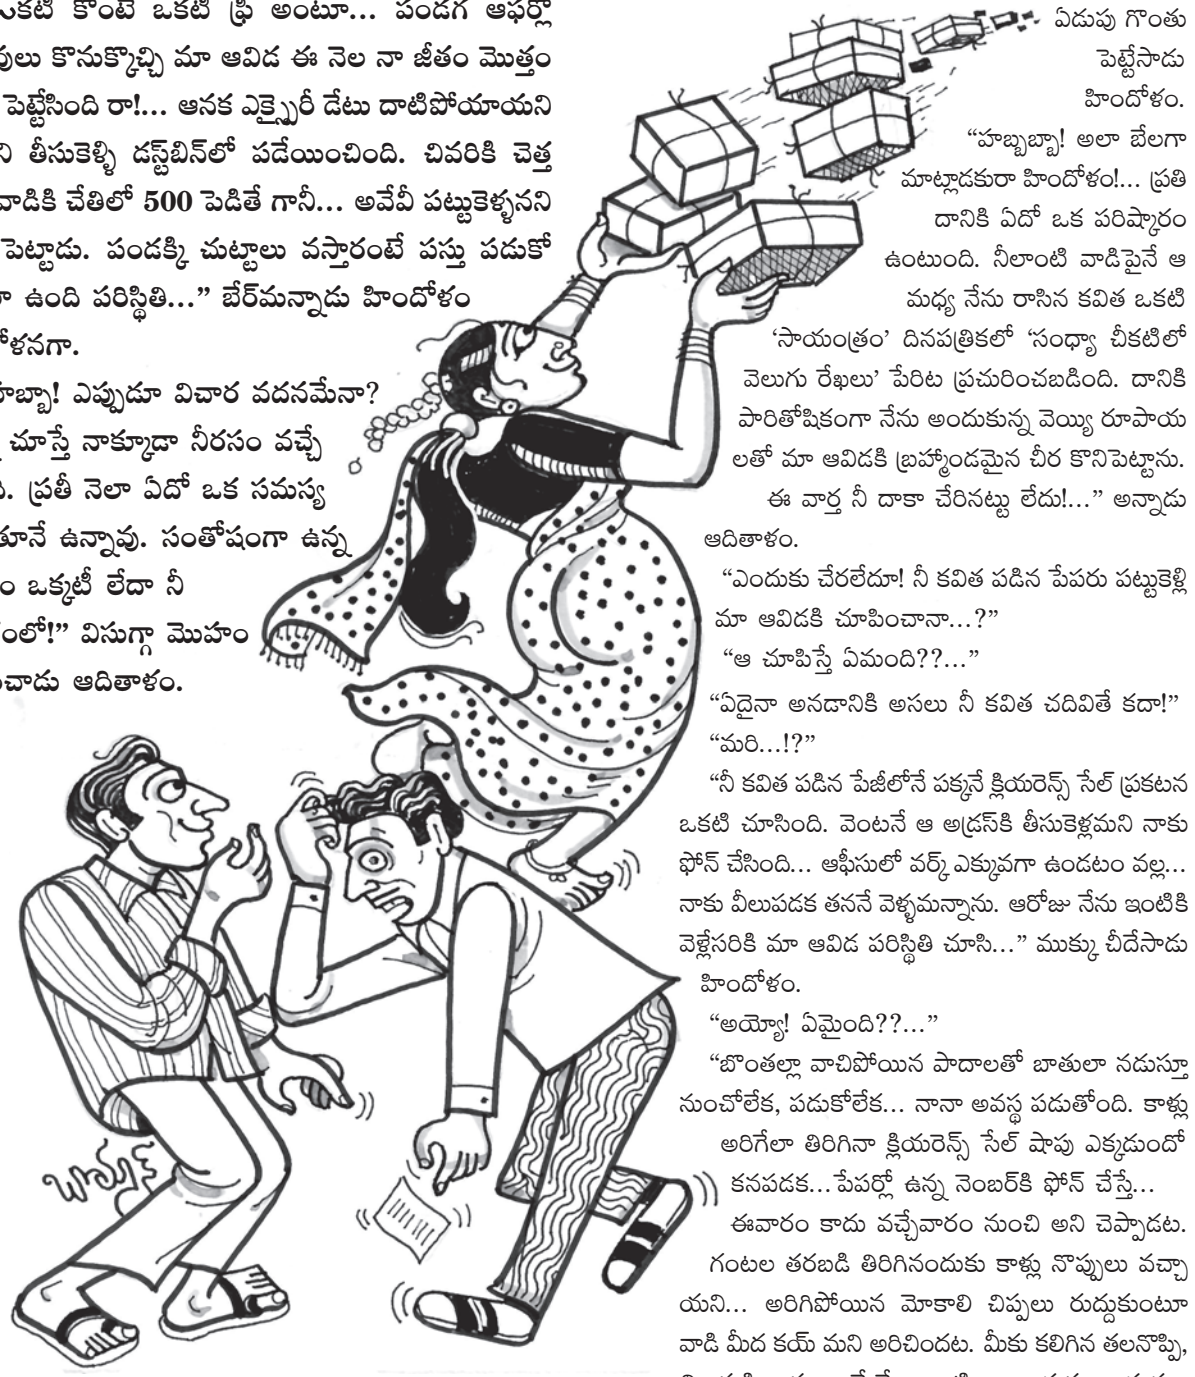 ఒకటి కొంటే ఒకటి ఫ్రీ అంటూ... పండగ ఆఫర్లో
కొనుక్కొచ్చి మా ఆవిడ ఈ నెల నా జీతం మొత్తం
పెట్టేసింది రా!... ఆనక ఎక్స్పైరీ డేటు దాటిపోయాయని
తీసుకెళ్ళి డస్ట్‌బిన్‌లో పడేయించింది. చివరికి చెత్త
వాడికి చేతిలో 500 పెడితే గానీ... అవేవీ పట్టుకెళ్ళనని
పెట్టాడు. పండక్కి చుట్టాలు వస్తారంటే పస్తు పడుకో
ఉంది పరిస్థితి...” బేర్‌మన్నాడు హిందోళం
ఎప్పుడూ విచార వదనమేనా?
చూస్తే నాక్కూడా నీరసం వచ్చే
ప్రతీ నెలా ఏదో ఒక సమస్య
ఉన్నావు. సంతోషంగా ఉన్న
ఒక్కటీ లేదా నీ
విసుగ్గా మొహం
ఆదితాళం.
ఏడుపు గొంతు
పెట్టేసాడు
హిందోళం.
“హబ్బబ్బా! అలా బేలగా
మాట్లాడకురా హిందోళం!... ప్రతి
దానికి ఏదో ఒక పరిష్కారం
ఉంటుంది. నీలాంటి వాడిపైనే ఆ
మధ్య నేను రాసిన కవిత ఒకటి
‘సాయంత్రం’ దినపత్రికలో ‘సంధ్యా చీకటిలో
వెలుగు రేఖలు’ పేరిట ప్రచురించబడింది. దానికి
పారితోషికంగా నేను అందుకున్న వెయ్యి రూపాయ
లతో మా ఆవిడకి బ్రహ్మాండమైన చీర కొనిపెట్టాను.
ఈ వార్త నీ దాకా చేరినట్టు లేదు!...” అన్నాడు
ఆదితాళం.
“ఎందుకు చేరలేదూ! నీ కవిత పడిన పేపరు పట్టుకెళ్లి
మా ఆవిడకి చూపించానా...?”
“ఆ చూపిస్తే ఏమంది??...”
“ఏదైనా అనడానికి అసలు నీ కవిత చదివితే కదా!”
“మరి...!?”
“నీ కవిత పడిన పేజీలోనే పక్కనే క్లియరెన్స్ సేల్ ప్రకటన
ఒకటి చూసింది. వెంటనే ఆ అడ్రస్‌కి తీసుకెళ్లమని నాకు
ఫోన్ చేసింది... ఆఫీసులో వర్క్ ఎక్కువగా ఉండటం వల్ల...
నాకు వీలుపడక తననే వెళ్ళమన్నాను. ఆరోజు నేను ఇంటికి
వెళ్లేసరికి మా ఆవిడ పరిస్థితి చూసి...” ముక్కు చీదేసాడు
హిందోళం.
“అయ్యో! ఏమైంది??...”
“బొంతల్లా వాచిపోయిన పాదాలతో బాతులా నడుస్తూ
నుంచోలేక, పడుకోలేక... నానా అవస్థ పడుతోంది. కాళ్లు
అరిగేలా తిరిగినా క్లియరెన్స్ సేల్ షాపు ఎక్కడుందో
కనపడక...పేపర్లో ఉన్న నెంబర్‌కి ఫోన్ చేస్తే...
ఈవారం కాదు వచ్చేవారం నుంచి అని చెప్పాడట.
గంటల తరబడి తిరిగినందుకు కాళ్లు నొప్పులు వచ్చా
యని... అరిగిపోయిన మోకాలి చిప్పలు రుద్దుకుంటూ
వాడి మీద కయ్ మని అరిచిందట. మీకు కలిగిన తలనొప్పి,